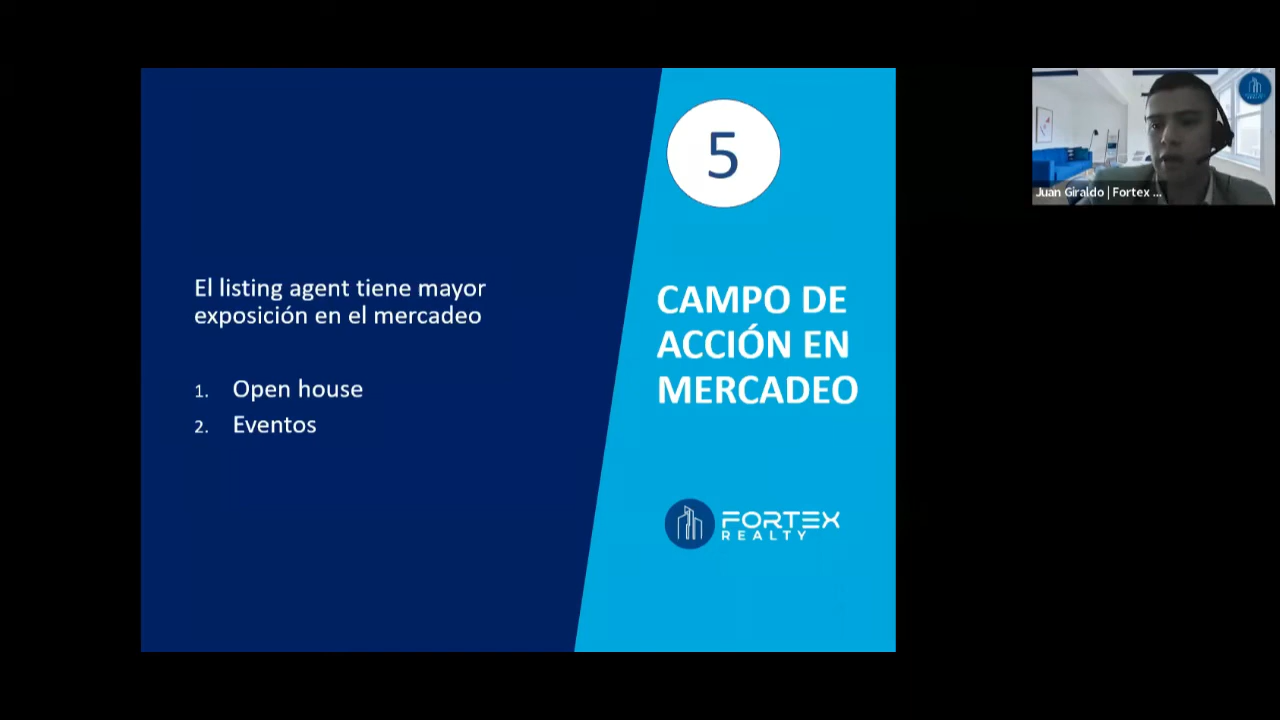 El listing agent tiene mayor
exposición en el mercadeo
1. Open house
2. Eventos
5
CAMPO DE
ACCIÓN EN
MERCADEO
FORTEX
REALTY
Juan Giraldo | Fortex ...